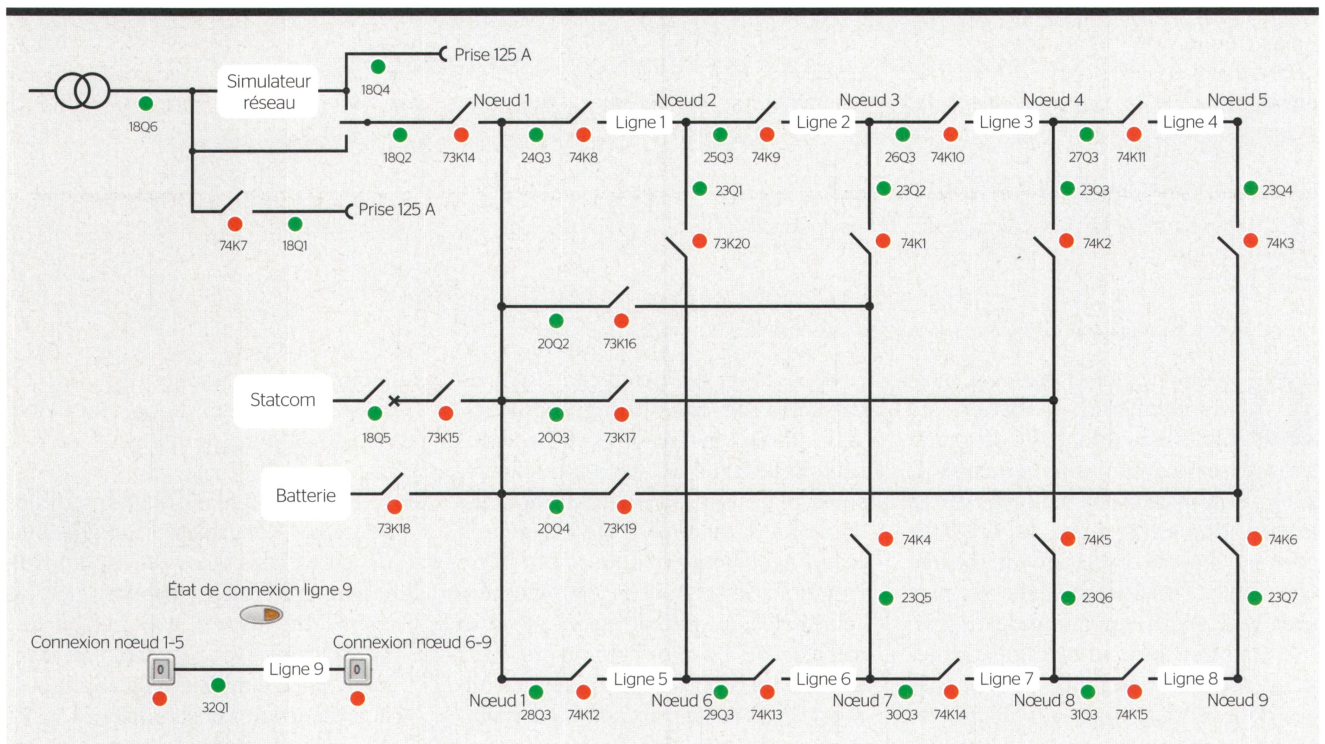 Prise 125 A
Simulateur
réseau
18Q4
18Q6
Nœud 1
Nœud 2
Nœud 3
Nœud 4
Nœud 5
Ligne 1
Ligne 2
Ligne 3
Ligne 4
18Q2
73K14
24Q3
74K8
25Q3
74K9
26Q3
74K10
27Q3
74K11
23Q1
23Q2
23Q3
23Q4
Prise 125 A
74K7
18Q1
73K20
74K1
74K2
74K3
20Q2
73K16
Statcom
18Q5
73K15
20Q3
73K17
Batterie
73K18
20Q4
73K19
74K4
74K5
74K6
État de connexion ligne 9
23Q5
23Q6
23Q7
Connexion nœud 1-5
Connexion nœud 6-9
0
Ligne 9
0
32Q1
Ligne 5
Ligne 6
Ligne 7
Ligne 8
Nœud 1
Nœud 6
Nœud 7
Nœud 8
Nœud 9
28Q3
74K12
29Q3
74K13
30Q3
74K14
31Q3
74K15